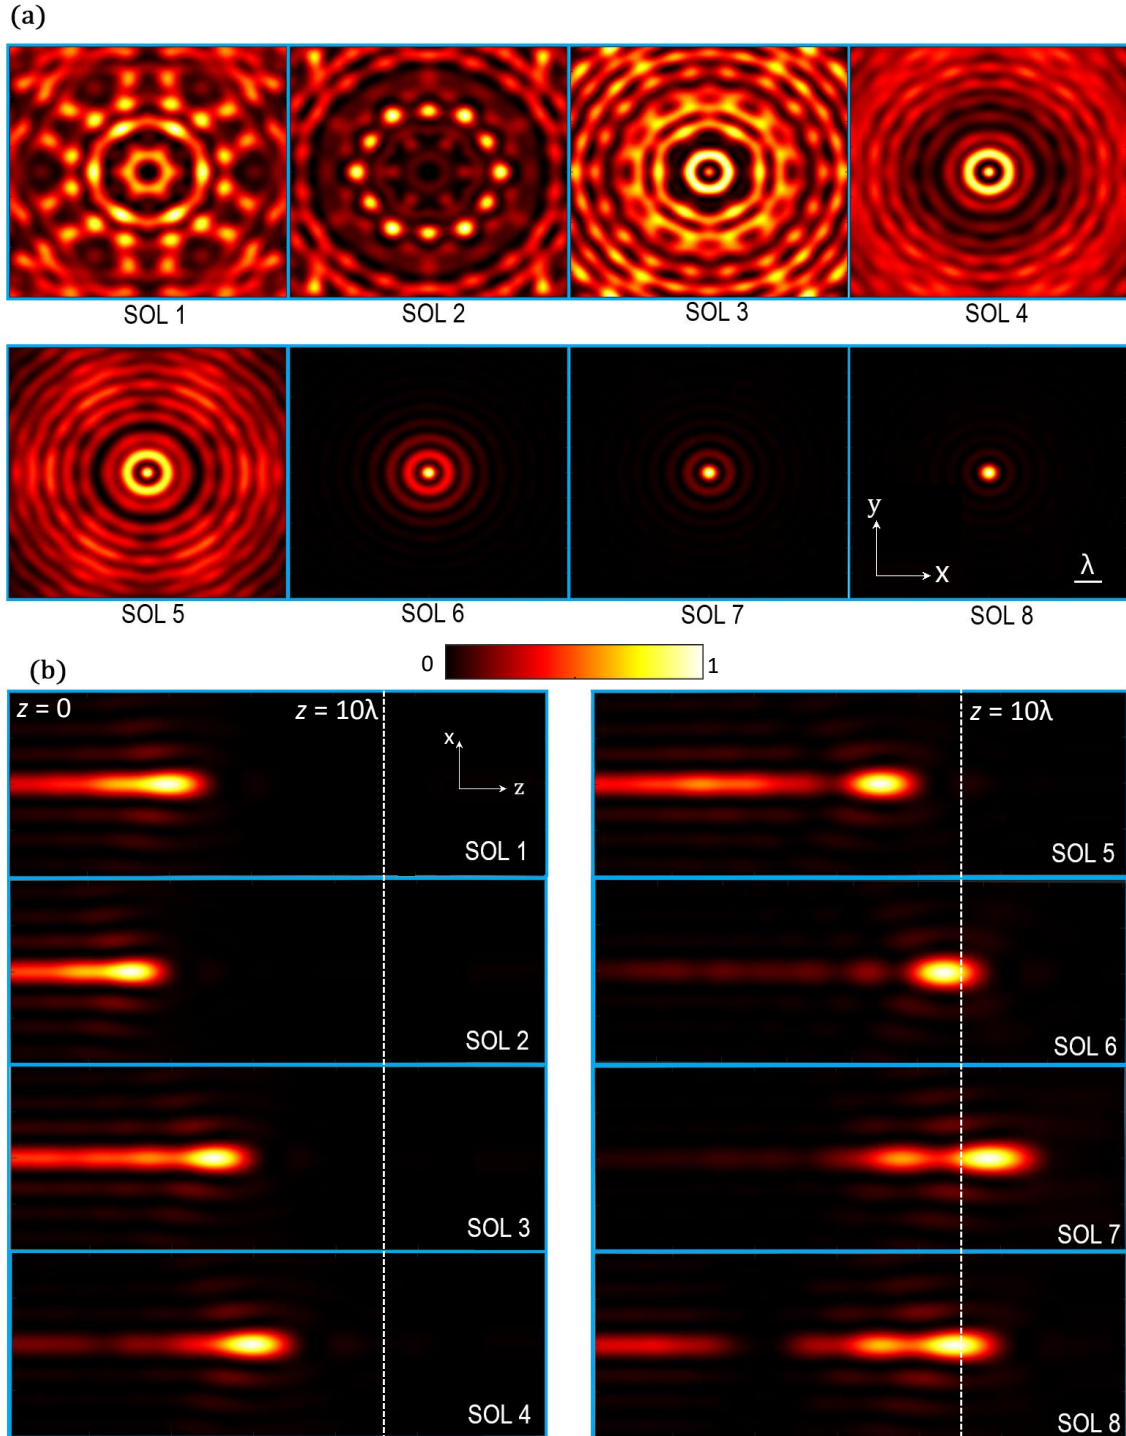 (a)
SOL 1 SOL 2 SOL 3 SOL 4
y
x
λ
SOL 5 SOL 6 SOL 7 SOL 8
0 1
(b)
z = 0 z = 10λ z = 10λ
x
z
SOL 1 SOL 5
SOL 2 SOL 6
SOL 3 SOL 7
SOL 4 SOL 8